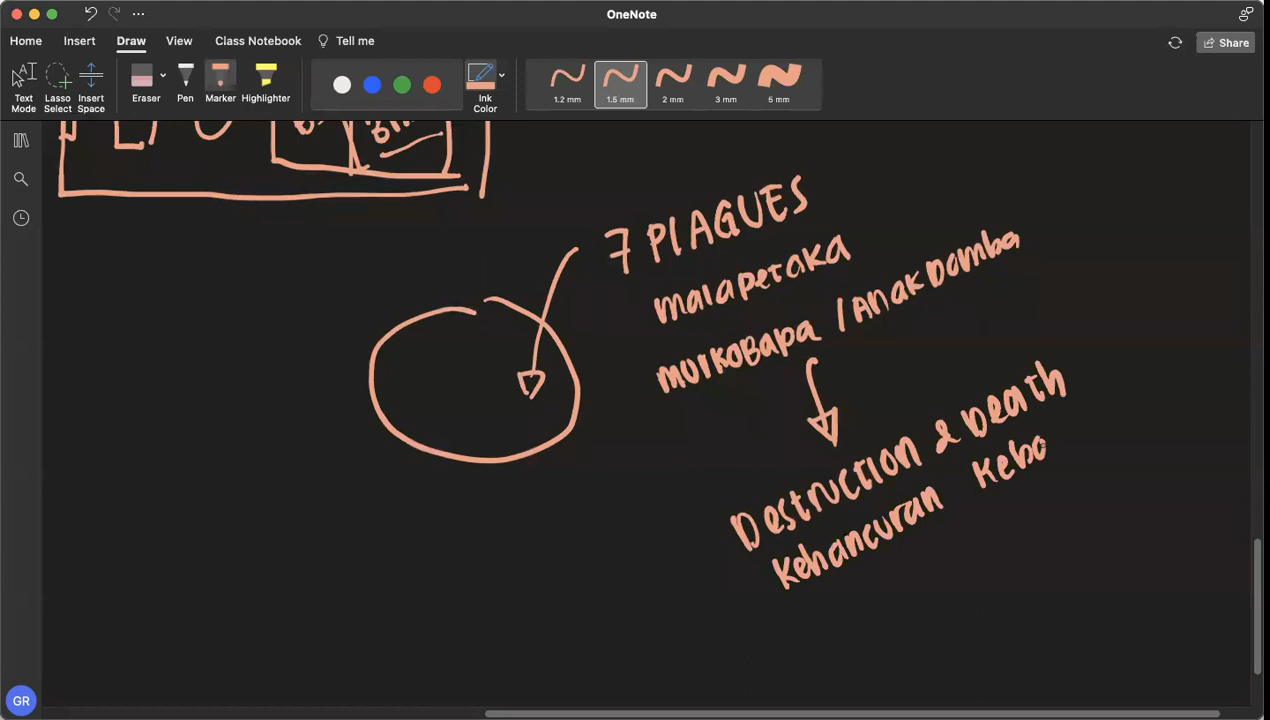 OneNote
Home Insert Draw View Class Notebook Tell me
Share
Text Mode
Lasso Select
Insert Space
Eraser
Pen
Marker
Highlighter
Ink Color
1.2 mm
1.5 mm
2 mm
3 mm
5 mm
7 PLAGUES
malapetaka
murkoBapa / Anak Domba
Destruction & Death
Kehancuran Kebo
GR